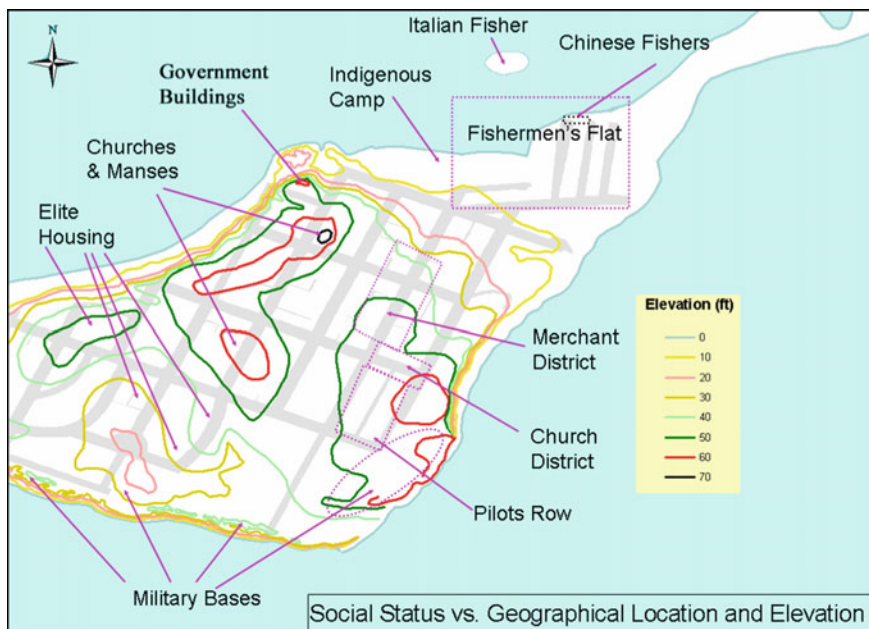 N
Italian Fisher
Chinese Fishers
Government
Buildings
Indigenous
Camp
Fishermen's Flat
Churches
& Manses
Elite
Housing
Elevation (ft)
0
10
20
30
40
50
60
70
Merchant
District
Church
District
Pilots Row
Military Bases
Social Status vs. Geographical Location and Elevation